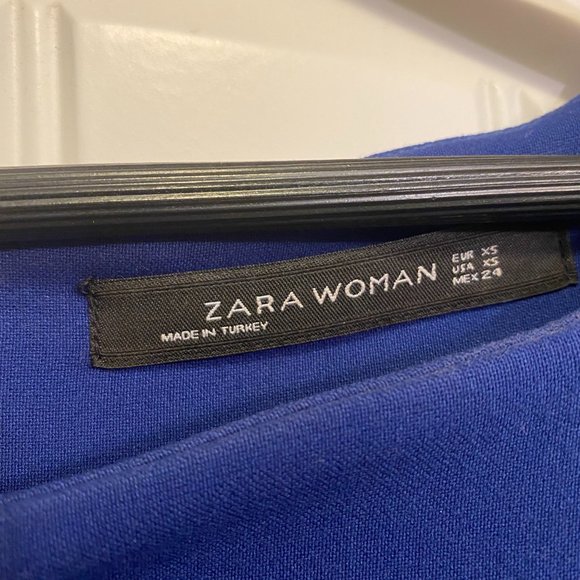 ZARA WOMAN
MADE IN TURKEY
EUR XS
USA XS
MEX 24